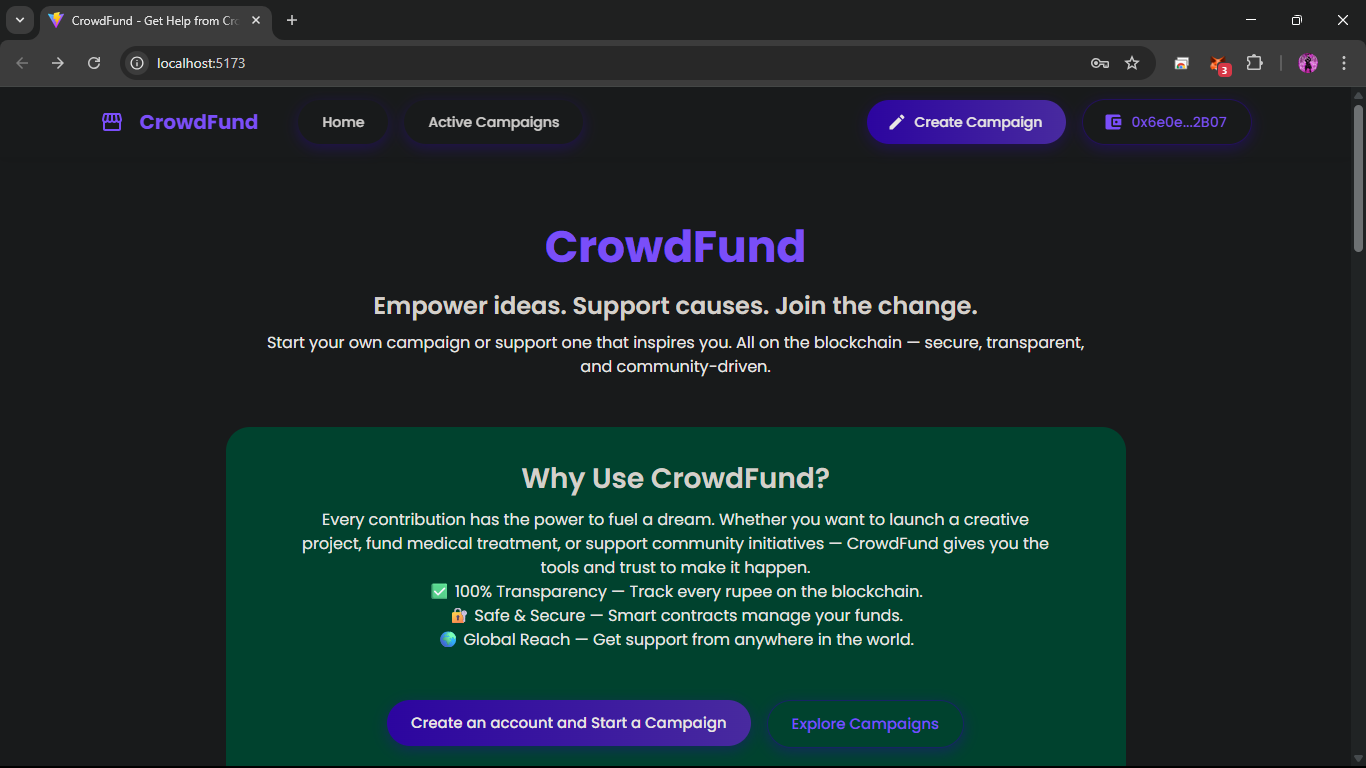 CrowdFund - Get Help from Cr
localhost:5173
3
CrowdFund
Home
Active Campaigns
Create Campaign
0x6e0e...2B07
CrowdFund
Empower ideas. Support causes. Join the change.
Start your own campaign or support one that inspires you. All on the blockchain — secure, transparent,
and community-driven.
Why Use CrowdFund?
Every contribution has the power to fuel a dream. Whether you want to launch a creative
project, fund medical treatment, or support community initiatives — CrowdFund gives you the
tools and trust to make it happen.
✅ 100% Transparency — Track every rupee on the blockchain.
🔐 Safe & Secure — Smart contracts manage your funds.
🌍 Global Reach — Get support from anywhere in the world.
Create an account and Start a Campaign
Explore Campaigns